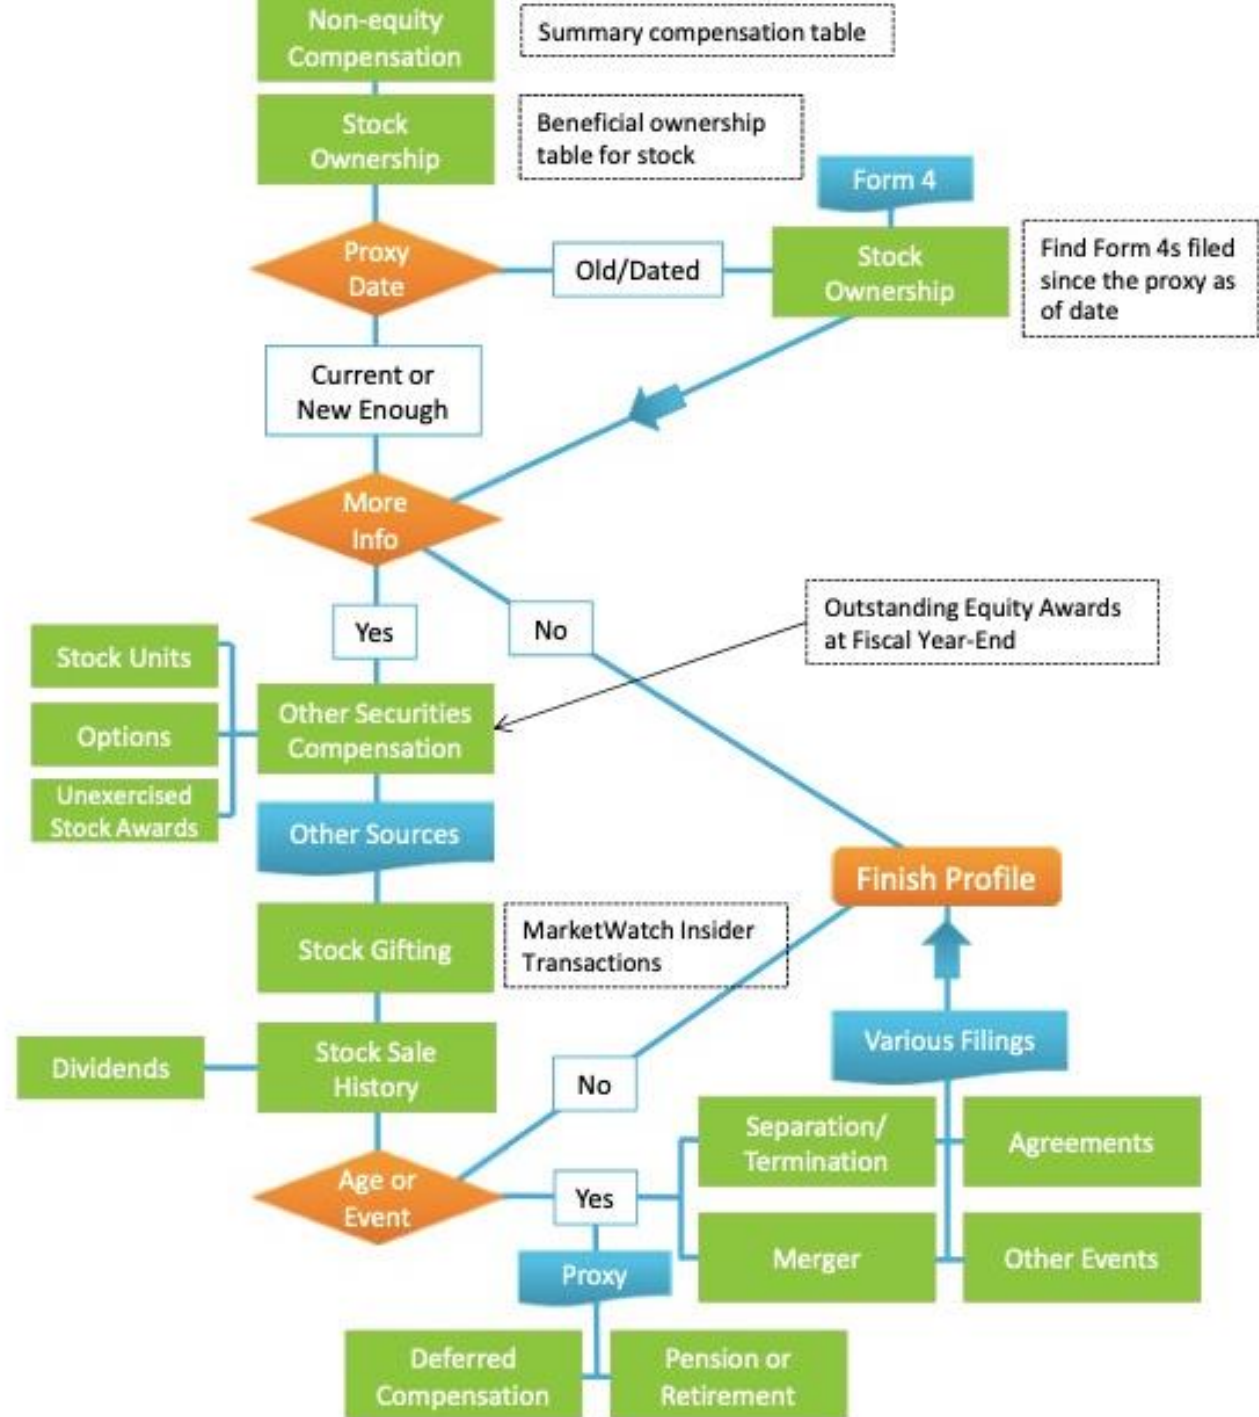 Non-equity
Compensation
Summary compensation table
Stock
Ownership
Beneficial ownership
table for stock
Form 4
Proxy
Date
Old/Dated
Stock
Ownership
Find Form 4s filed
since the proxy as
of date
Current or
New Enough
More
Info
Yes
No
Outstanding Equity Awards
at Fiscal Year-End
Stock Units
Options
Unexercised
Stock Awards
Other Securities
Compensation
Other Sources
Finish Profile
Stock Gifting
MarketWatch Insider
Transactions
Dividends
Stock Sale
History
No
Various Filings
Age or
Event
Yes
Separation/
Termination
Agreements
Merger
Other Events
Proxy
Deferred
Compensation
Pension or
Retirement